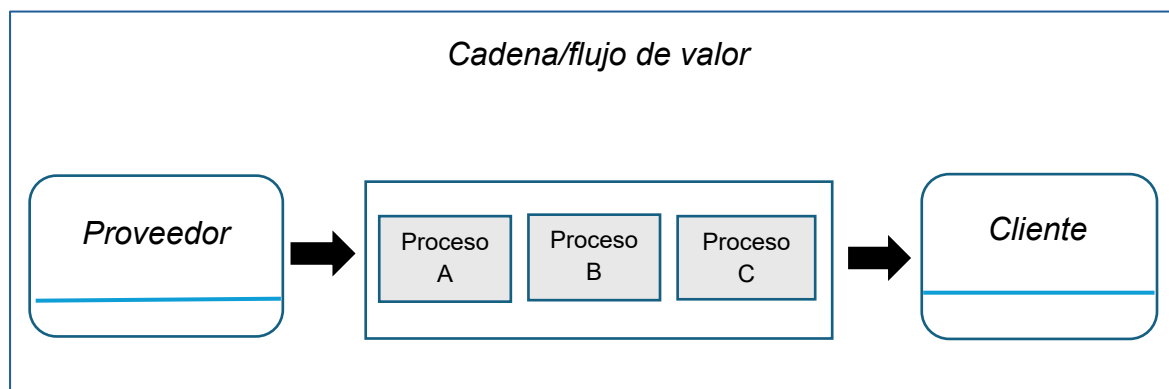 Cadena/flujo de valor
Proveedor
Proceso
A
Proceso
B
Proceso
C
Cliente